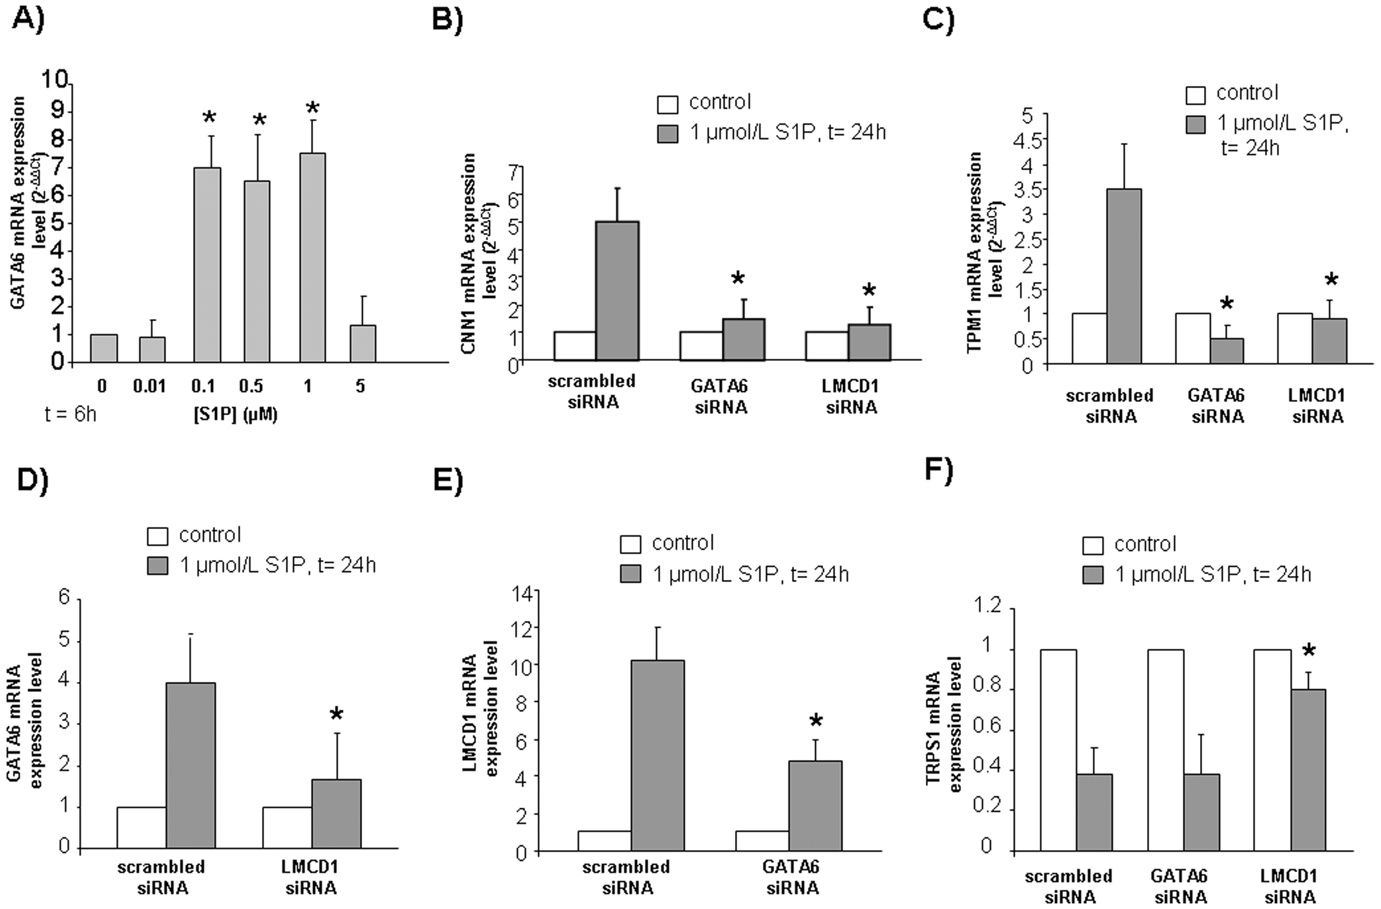 A)
GATA6 mRNA expression
level (2-ΔΔCt)
10
9
8
7
6
5
4
3
2
1
0
* * *
0 0.01 0.1 0.5 1 5
t = 6h
[S1P] (µM)
B)
control
1 µmol/L S1P, t= 24h
CNN1 mRNA expression
level (2-ΔΔCt)
7
6
5
4
3
2
1
0
* *
scrambled
siRNA
GATA6
siRNA
LMCD1
siRNA
C)
control
1 µmol/L S1P,
t= 24h
TPM1 mRNA expression
level (2-ΔΔCt)
5
4.5
4
3.5
3
2.5
2
1.5
1
0.5
0
* *
scrambled
siRNA
GATA6
siRNA
LMCD1
siRNA
D)
control
1 µmol/L S1P, t= 24h
GATA6 mRNA
expression level
6
5
4
3
2
1
0
*
scrambled
siRNA
LMCD1
siRNA
E)
control
1 µmol/L S1P, t= 24h
LMCD1 mRNA
expression level
14
12
10
8
6
4
2
0
*
scrambled
siRNA
GATA6
siRNA
F)
control
1 µmol/L S1P, t= 24h
TRPS1 mRNA
expression level
1.2
1
0.8
0.6
0.4
0.2
0
*
scrambled
siRNA
GATA6
siRNA
LMCD1
siRNA